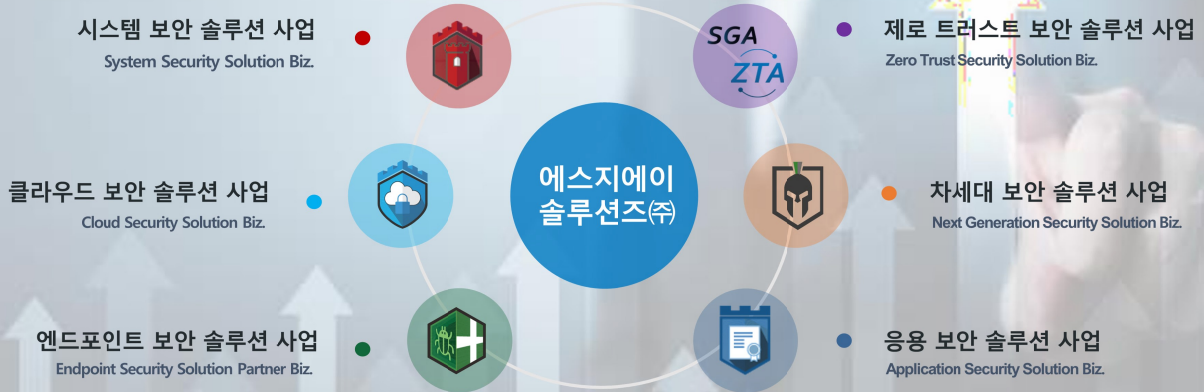 시스템 보안 솔루션 사업
System Security Solution Biz.
SGA
ZTA
제로 트러스트 보안 솔루션 사업
Zero Trust Security Solution Biz.
클라우드 보안 솔루션 사업
Cloud Security Solution Biz.
에스지에이
솔루션즈㈜
차세대 보안 솔루션 사업
Next Generation Security Solution Biz.
엔드포인트 보안 솔루션 사업
Endpoint Security Solution Partner Biz.
응용 보안 솔루션 사업
Application Security Solution Biz.